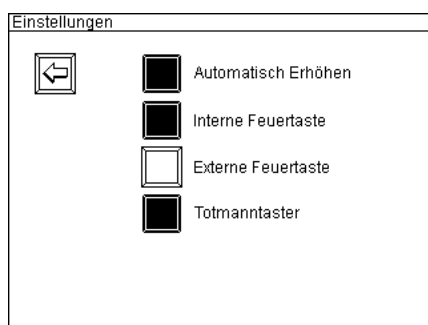 Einstellungen
Automatisch Erhöhen
Interne Feuertaste
Externe Feuertaste
Totmanntaster